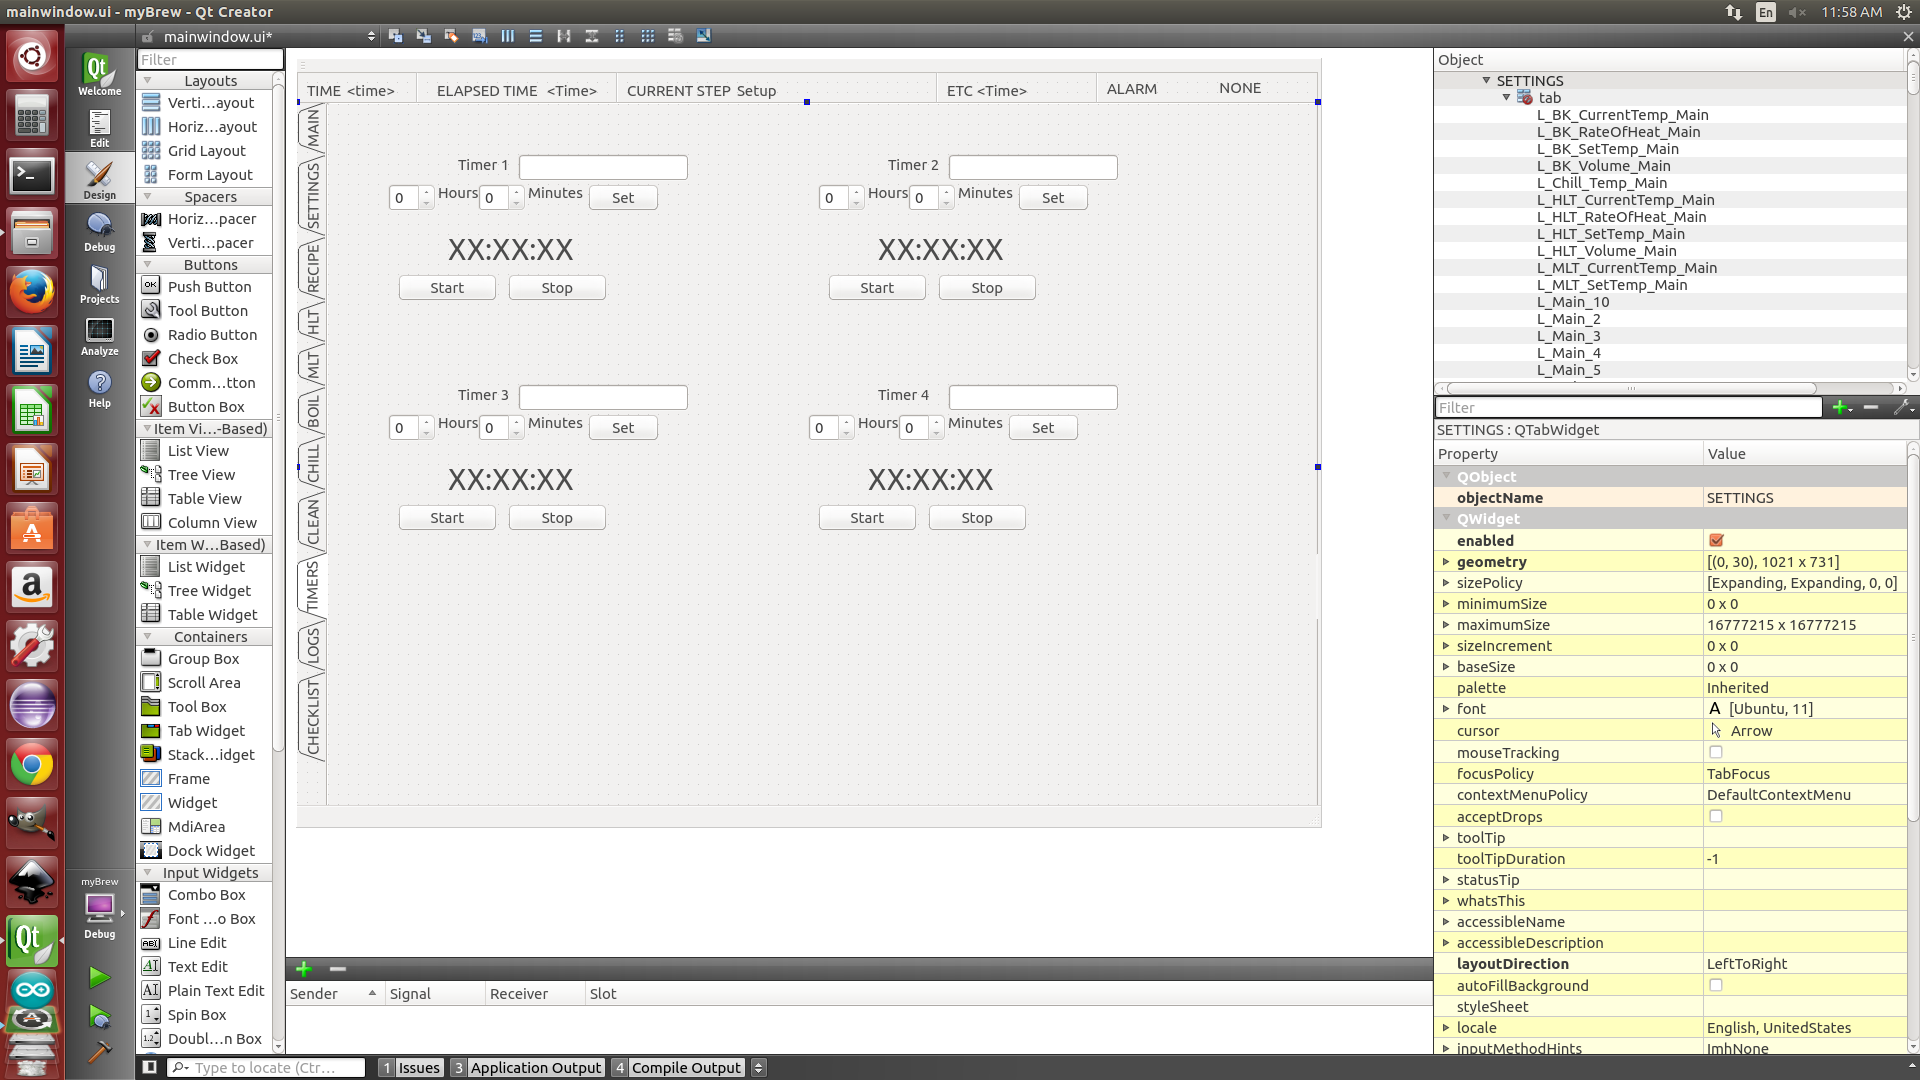 mainwindow.ui - myBrew - Qt Creator
En
11:58 AM
mainwindow.ui*
Welcome
Edit
Design
Debug
Projects
Analyze
Help
myBrew
Debug
Filter
Layouts
Verti...ayout
Horiz...ayout
Grid Layout
Form Layout
Spacers
Horiz...pacer
Verti...pacer
Buttons
Push Button
Tool Button
Radio Button
Check Box
Comm...tton
Button Box
Item Vi...-Based)
List View
Tree View
Table View
Column View
Item W...Based)
List Widget
Tree Widget
Table Widget
Containers
Group Box
Scroll Area
Tool Box
Tab Widget
Stack...idget
Frame
Widget
MdiArea
Dock Widget
Input Widgets
Combo Box
Font ...o Box
Line Edit
Text Edit
Plain Text Edit
Spin Box
Doubl...n Box
TIME <time> ELAPSED TIME <Time> CURRENT STEP Setup ETC <Time> ALARM NONE
MAIN
SETTINGS
RECIPE
HLT
MLT
BOIL
CHILL
CLEAN
TIMERS
LOGS
CHECKLIST
Timer 1
0 Hours 0 Minutes Set
XX:XX:XX
Start Stop
Timer 2
0 Hours 0 Minutes Set
XX:XX:XX
Start Stop
Timer 3
0 Hours 0 Minutes Set
XX:XX:XX
Start Stop
Timer 4
0 Hours 0 Minutes Set
XX:XX:XX
Start Stop
Sender Signal Receiver Slot
Object
SETTINGS
tab
L_BK_CurrentTemp_Main
L_BK_RateOfHeat_Main
L_BK_SetTemp_Main
L_BK_Volume_Main
L_Chill_Temp_Main
L_HLT_CurrentTemp_Main
L_HLT_RateOfHeat_Main
L_HLT_SetTemp_Main
L_HLT_Volume_Main
L_MLT_CurrentTemp_Main
L_MLT_SetTemp_Main
L_Main_10
L_Main_2
L_Main_3
L_Main_4
L_Main_5
Filter
SETTINGS : QTabWidget
Property Value
QObject
objectName SETTINGS
QWidget
enabled
geometry [(0, 30), 1021 x 731]
sizePolicy [Expanding, Expanding, 0, 0]
minimumSize 0 x 0
maximumSize 16777215 x 16777215
sizeIncrement 0 x 0
baseSize 0 x 0
palette Inherited
font A [Ubuntu, 11]
cursor Arrow
mouseTracking
focusPolicy TabFocus
contextMenuPolicy DefaultContextMenu
acceptDrops
toolTip
toolTipDuration -1
statusTip
whatsThis
accessibleName
accessibleDescription
layoutDirection LeftToRight
autoFillBackground
styleSheet
locale English, UnitedStates
inputMethodHints ImhNone
Type to locate (Ctr... 1 Issues 3 Application Output 4 Compile Output